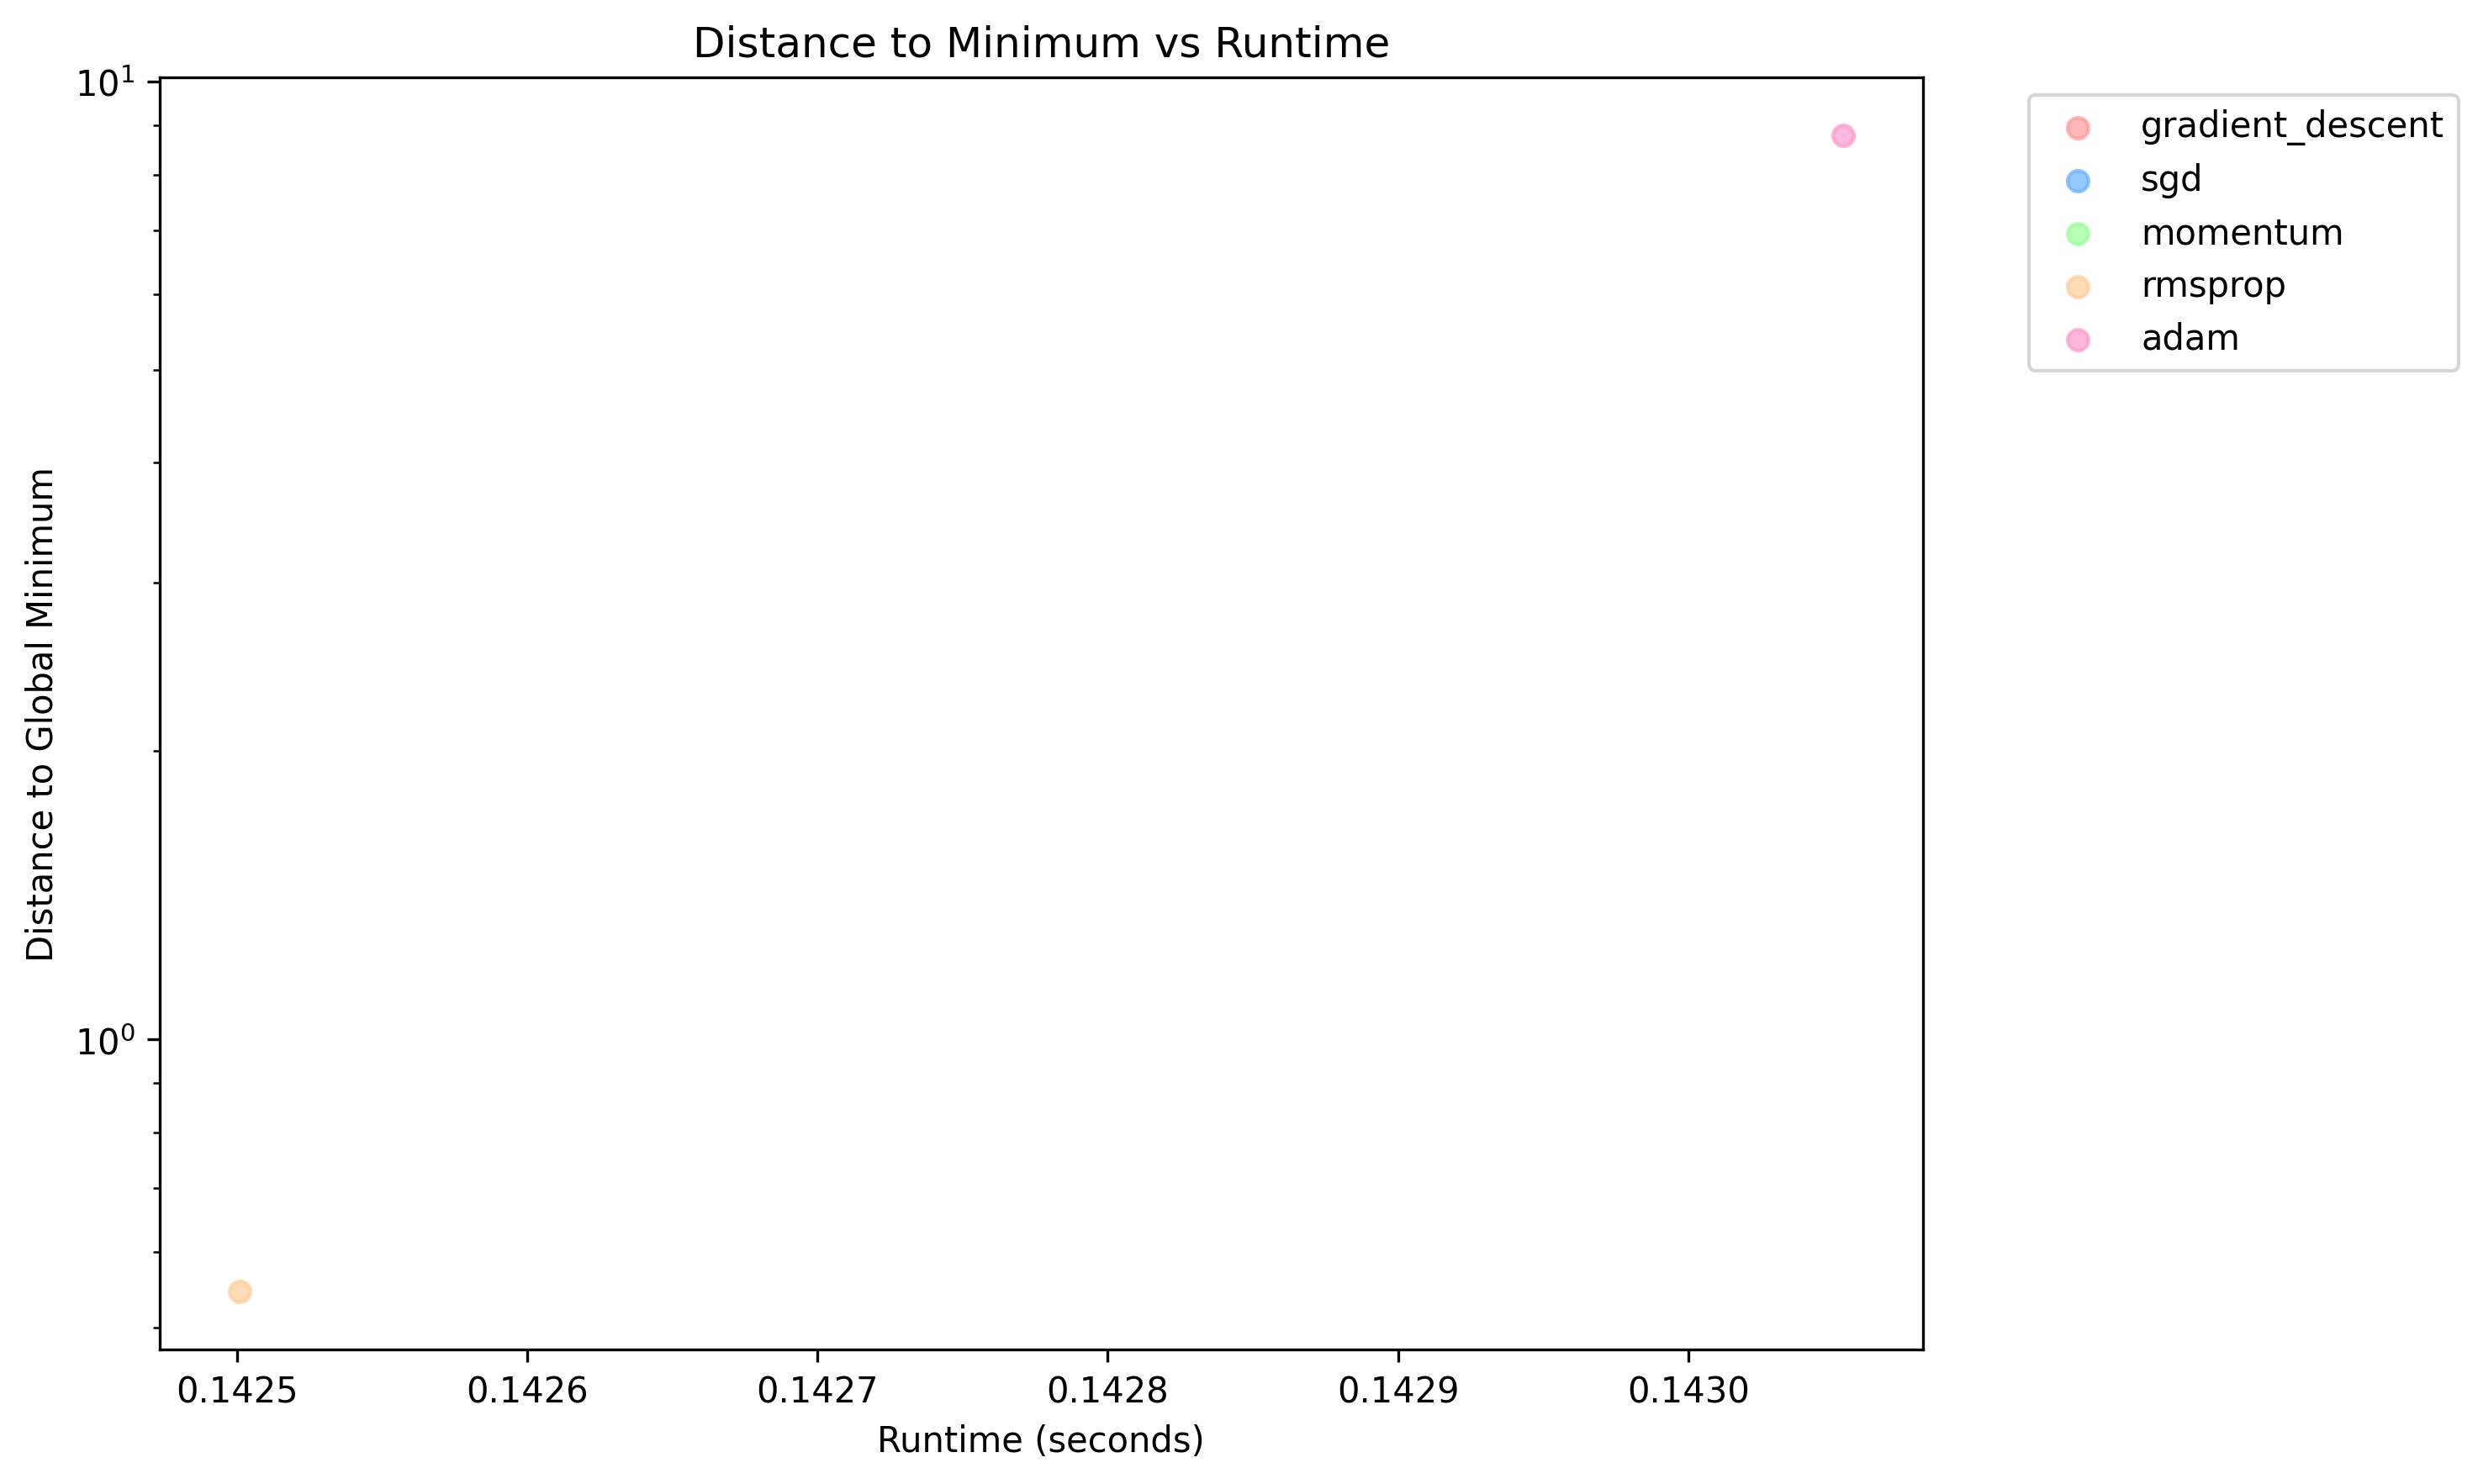 Distance to Minimum vs Runtime
10¹
10⁰
Distance to Global Minimum
0.1425 0.1426 0.1427 0.1428 0.1429 0.1430
Runtime (seconds)
gradient_descent
sgd
momentum
rmsprop
adam